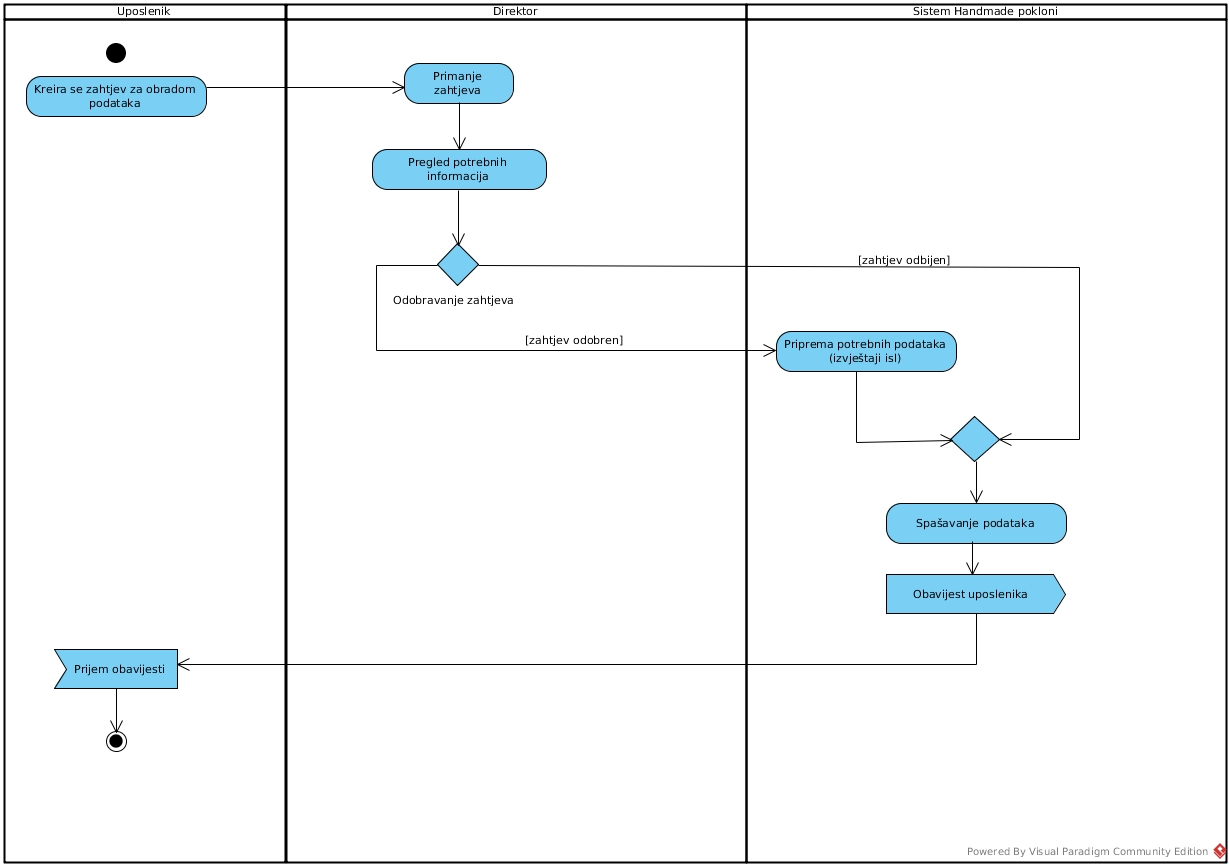 Uposlenik
Direktor
Sistem Handmade pokloni
Kreira se zahtjev za obradom
podataka
Primanje
zahtjeva
Pregled potrebnih
informacija
[zahtjev odbijen]
Odobravanje zahtjeva
[zahtjev odobren]
Priprema potrebnih podataka
(izvještaji isl)
Spašavanje podataka
Obavijest uposlenika
Prijem obavijesti
Powered By Visual Paradigm Community Edition